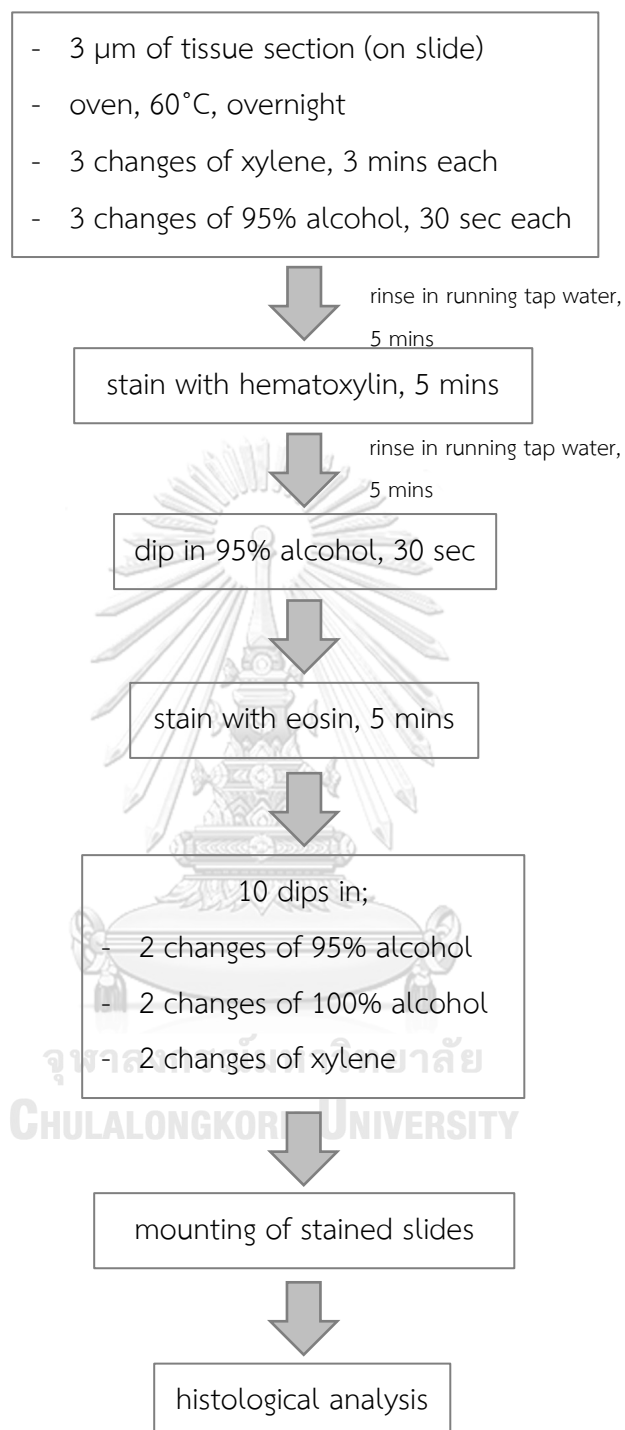 - 3 µm of tissue section (on slide)
- oven, 60˚C, overnight
- 3 changes of xylene, 3 mins each
- 3 changes of 95% alcohol, 30 sec each
rinse in running tap water,
5 mins
stain with hematoxylin, 5 mins
rinse in running tap water,
5 mins
dip in 95% alcohol, 30 sec
stain with eosin, 5 mins
10 dips in;
- 2 changes of 95% alcohol
- 2 changes of 100% alcohol
- 2 changes of xylene
จุฬาลงกรณ์มหาวิทยาลัย
CHULALONGKORN UNIVERSITY
mounting of stained slides
histological analysis